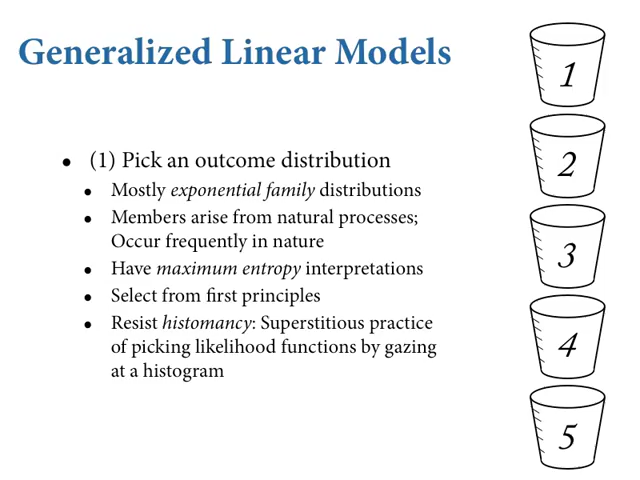 Generalized Linear Models
• (1) Pick an outcome distribution
• Mostly exponential family distributions
• Members arise from natural processes;
Occur frequently in nature
• Have maximum entropy interpretations
• Select from first principles
• Resist histomancy: Superstitious practice
of picking likelihood functions by gazing
at a histogram
1
2
3
4
5